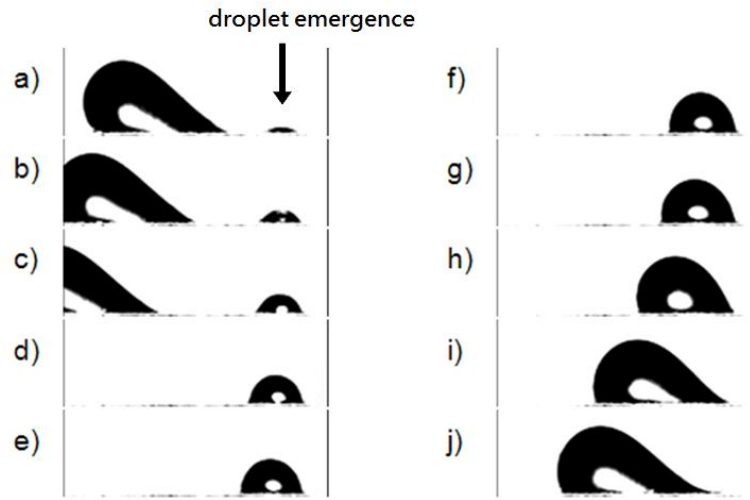 droplet emergence
a)
b)
c)
d)
e)
f)
g)
h)
i)
j)